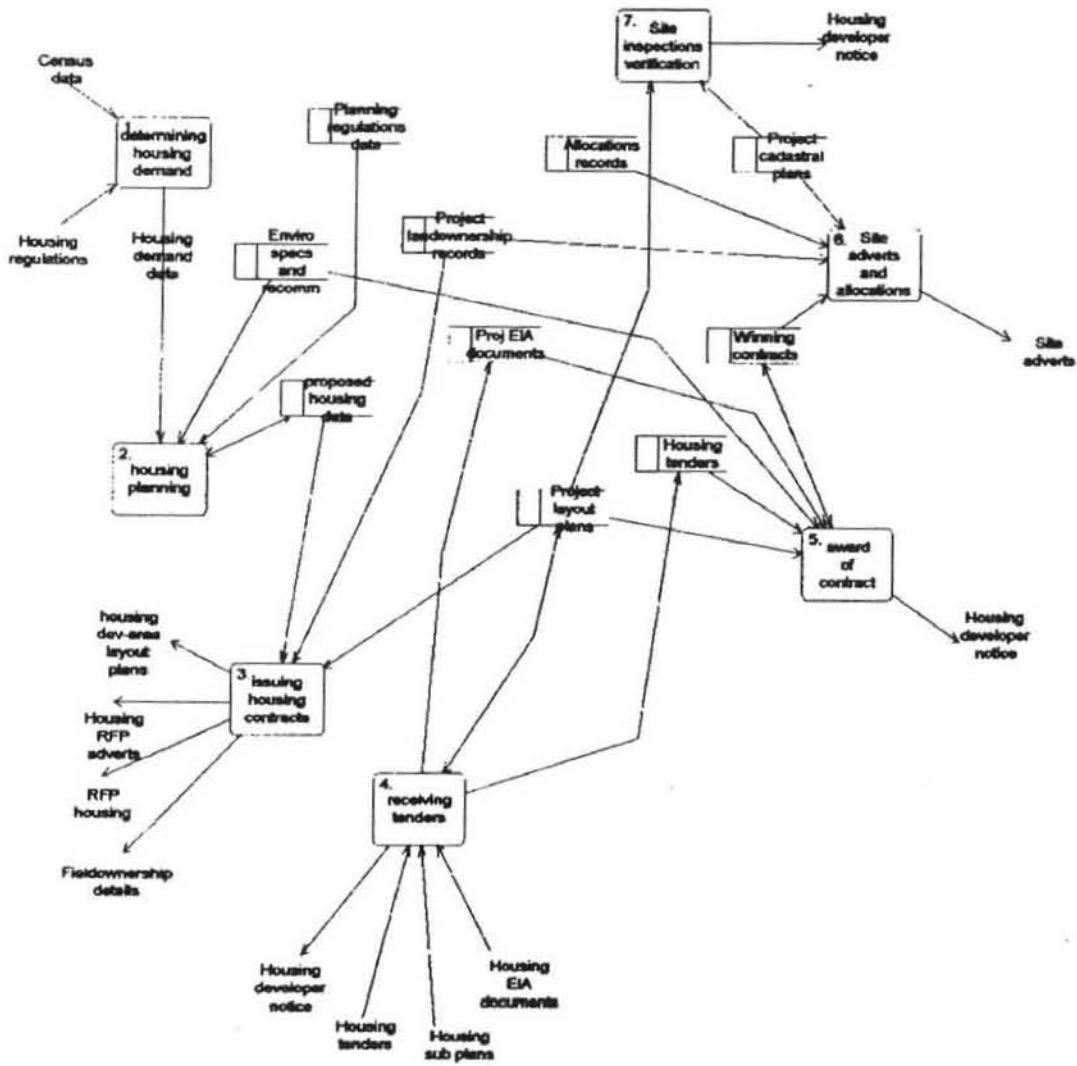 7. Site
inspections
verification
Housing
developer
notice
Census
data
1
determining
housing
demand
Planning
regulations
data
Allocations
records
Project
cadastral
plans
Housing
regulations
Housing
demand
data
Enviro
specs
and
recomm
Project
landownership
records
6. Site
adverts
and
allocations
Proj EIA
documents
Winning
contracts
Site
adverts
proposed
housing
data
2.
housing
planning
Housing
tenders
Project
layout
plans
5. award
of
contract
housing
dev-area
layout
plans
3. issuing
housing
contracts
Housing
developer
notice
Housing
RFP
adverts
RFP
housing
4.
receiving
tenders
Fieldownership
details
Housing
developer
notice
Housing
EIA
documents
Housing
tenders
Housing
sub plans